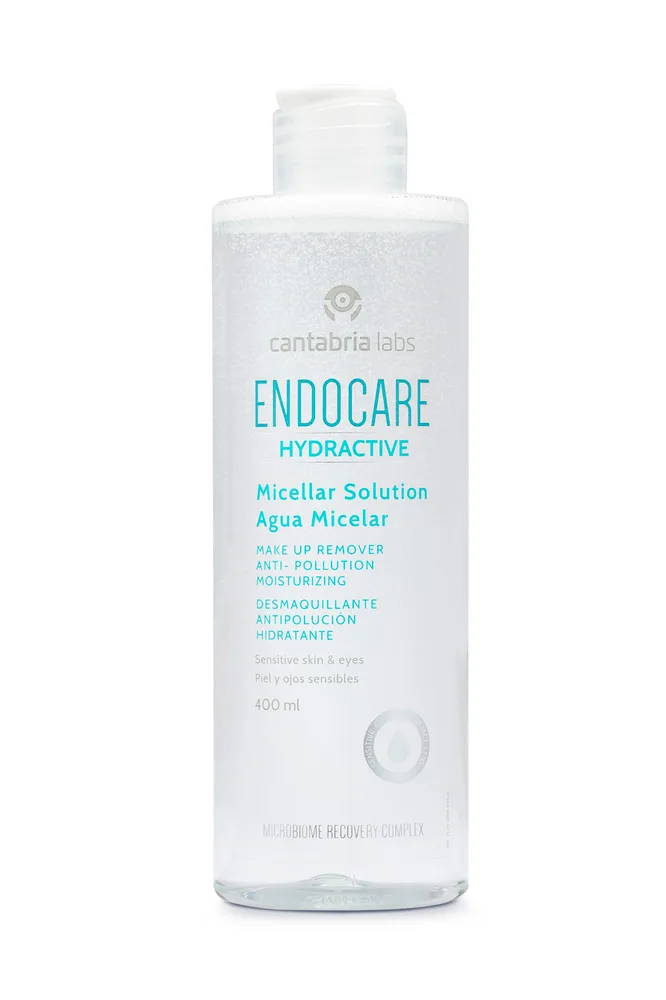 cantabria labs
ENDOCARE
HYDRACTIVE
Micellar Solution
Agua Micelar
MAKE UP REMOVER
ANTI- POLLUTION
MOISTURIZING
DESMAQUILLANTE
ANTIPOLUCIÓN
HIDRATANTE
Sensitive skin & eyes
Piel y ojos sensibles
400 ml
SENSITIVE
MICROBIOME RECOVERY COMPLEX